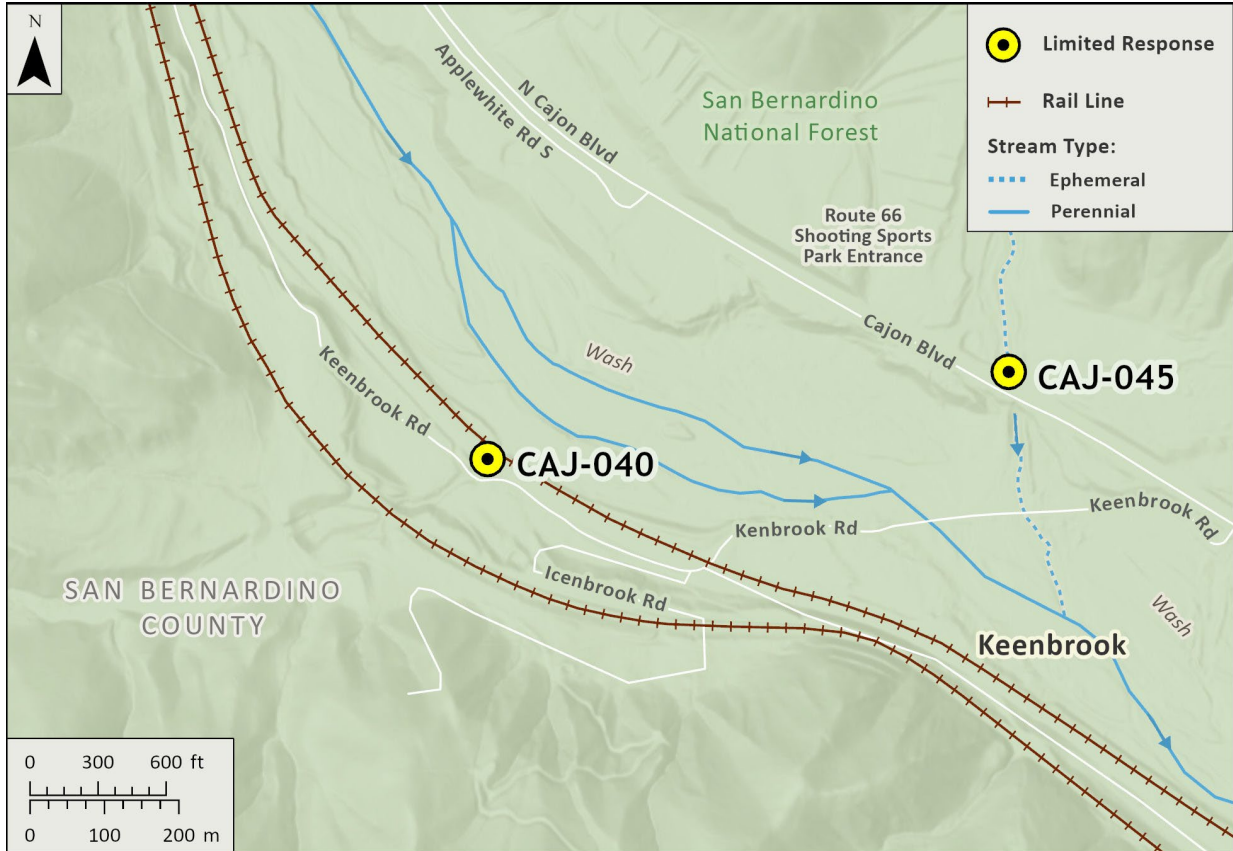 N
Limited Response
Rail Line
Stream Type:
Ephemeral
Perennial
N Cajon Blvd
Applewhite Rd S
San Bernardino
National Forest
Route 66
Shooting Sports
Park Entrance
Cajon Blvd
Wash
Keenbrook Rd
CAJ-045
CAJ-040
Kenbrook Rd
Keenbrook Rd
Icenbrook Rd
SAN BERNARDINO
COUNTY
Wash
Keenbrook
0 300 600 ft
0 100 200 m